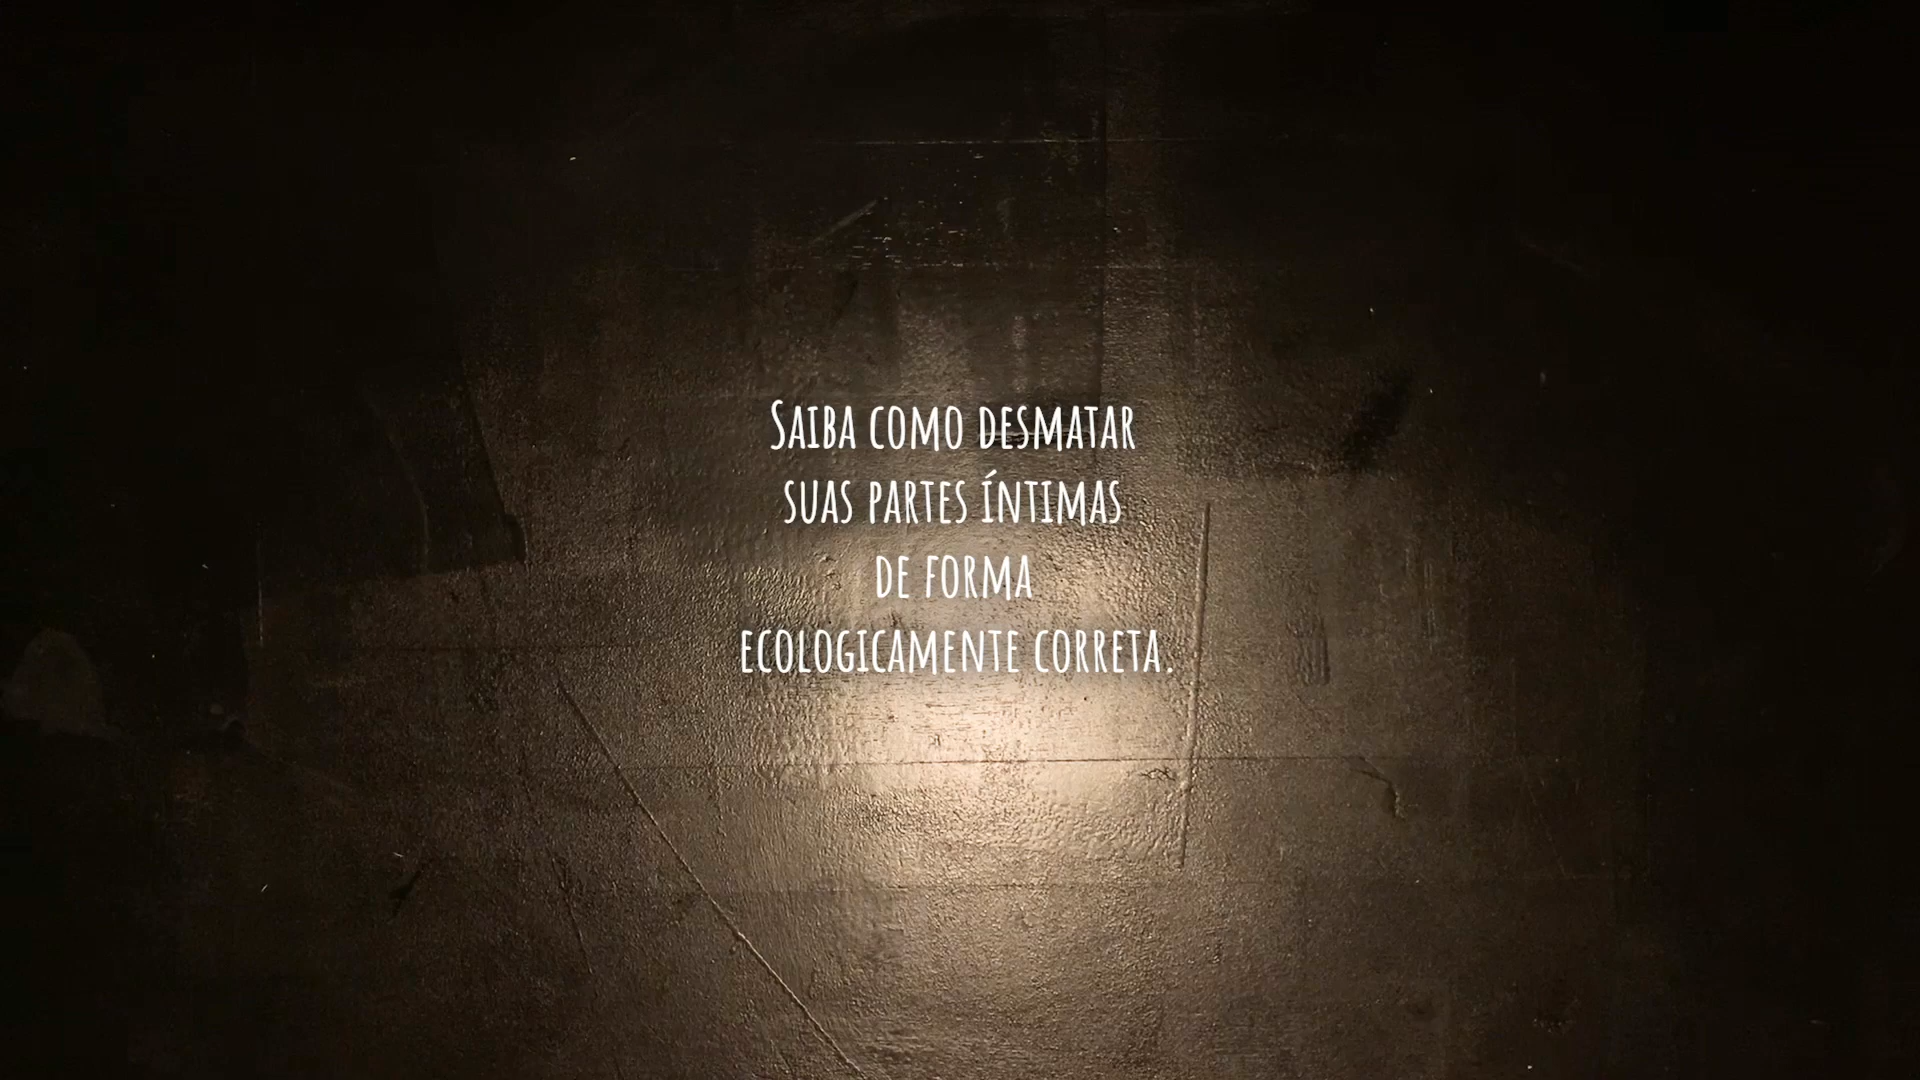 Saiba como desmatar
suas partes íntimas
de forma
ecologicamente correta.